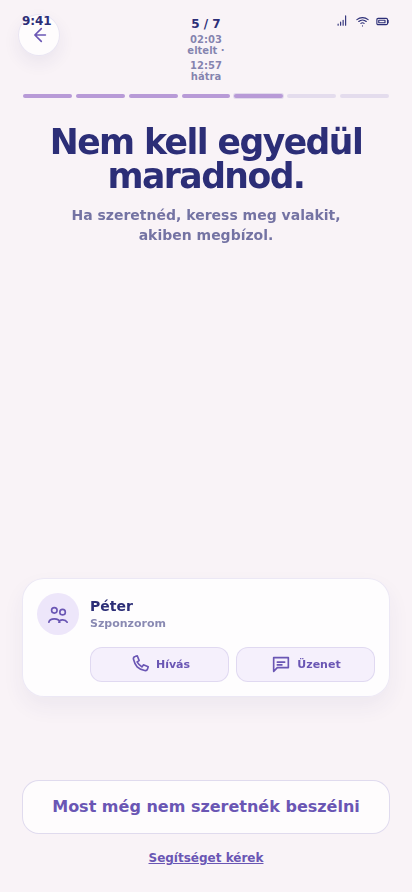 9:41
5 / 7
02:03
eltelt ·
12:57
hátra
Nem kell egyedül
maradnod.
Ha szeretnéd, keress meg valakit,
akiben megbízol.
Péter
Szponzorom
Hívás
Üzenet
Most még nem szeretnék beszélni
Segítséget kérek